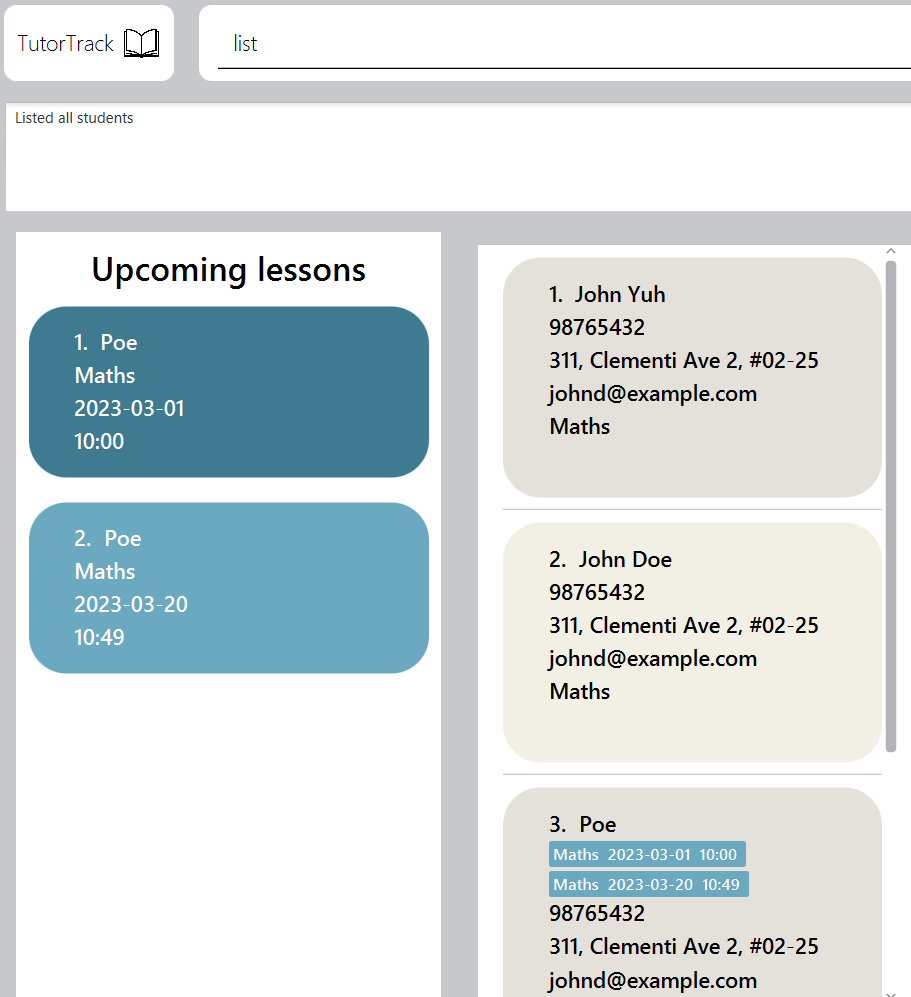 TutorTrack
list
Listed all students
Upcoming lessons
1. Poe
Maths
2023-03-01
10:00
2. Poe
Maths
2023-03-20
10:49
1. John Yuh
98765432
311, Clementi Ave 2, #02-25
johnd@example.com
Maths
2. John Doe
98765432
311, Clementi Ave 2, #02-25
johnd@example.com
Maths
3. Poe
Maths 2023-03-01 10:00
Maths 2023-03-20 10:49
98765432
311, Clementi Ave 2, #02-25
johnd@example.com